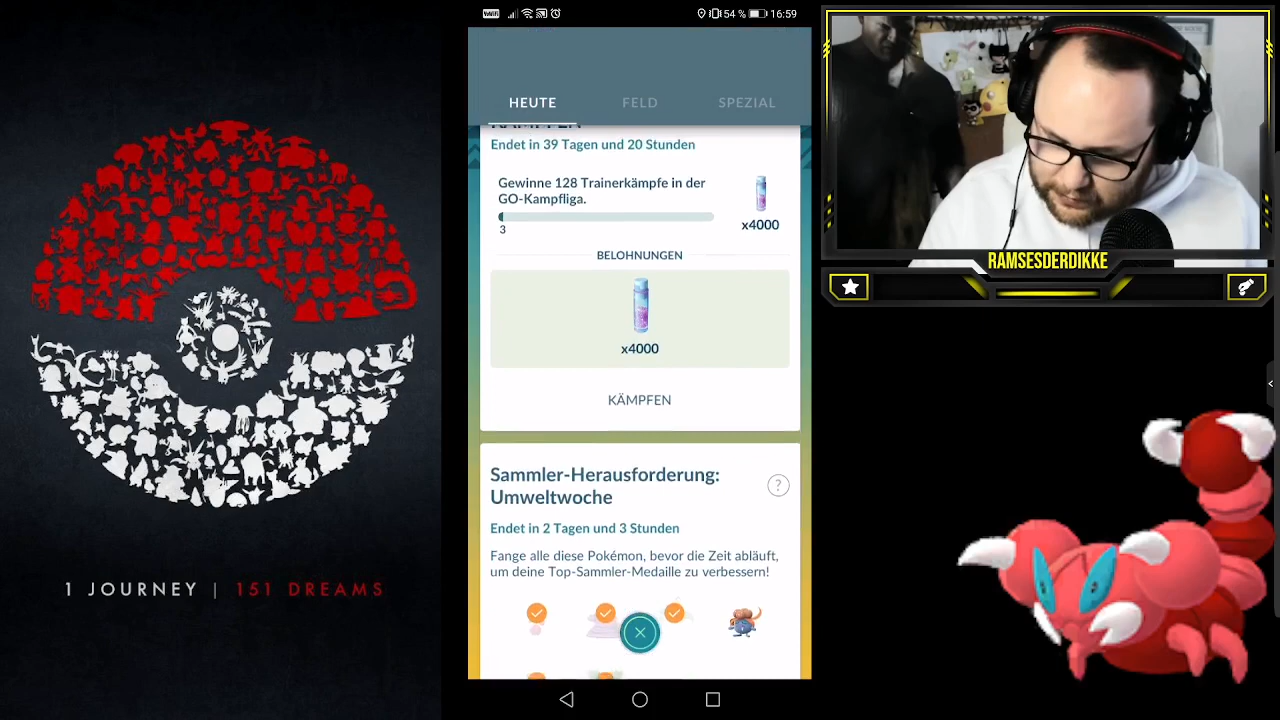 1 JOURNEY | 151 DREAMS
54 % 16:59
HEUTE
FELD
SPEZIAL
KÄMPFEN
Endet in 39 Tagen und 20 Stunden
Gewinne 128 Trainerkämpfe in der
GO-Kampfliga.
3
x4000
BELOHNUNGEN
x4000
KÄMPFEN
Sammler-Herausforderung:
Umweltwoche
?
Endet in 2 Tagen und 3 Stunden
Fange alle diese Pokémon, bevor die Zeit abläuft,
um deine Top-Sammler-Medaille zu verbessern!
RAMSESDERDIKKE